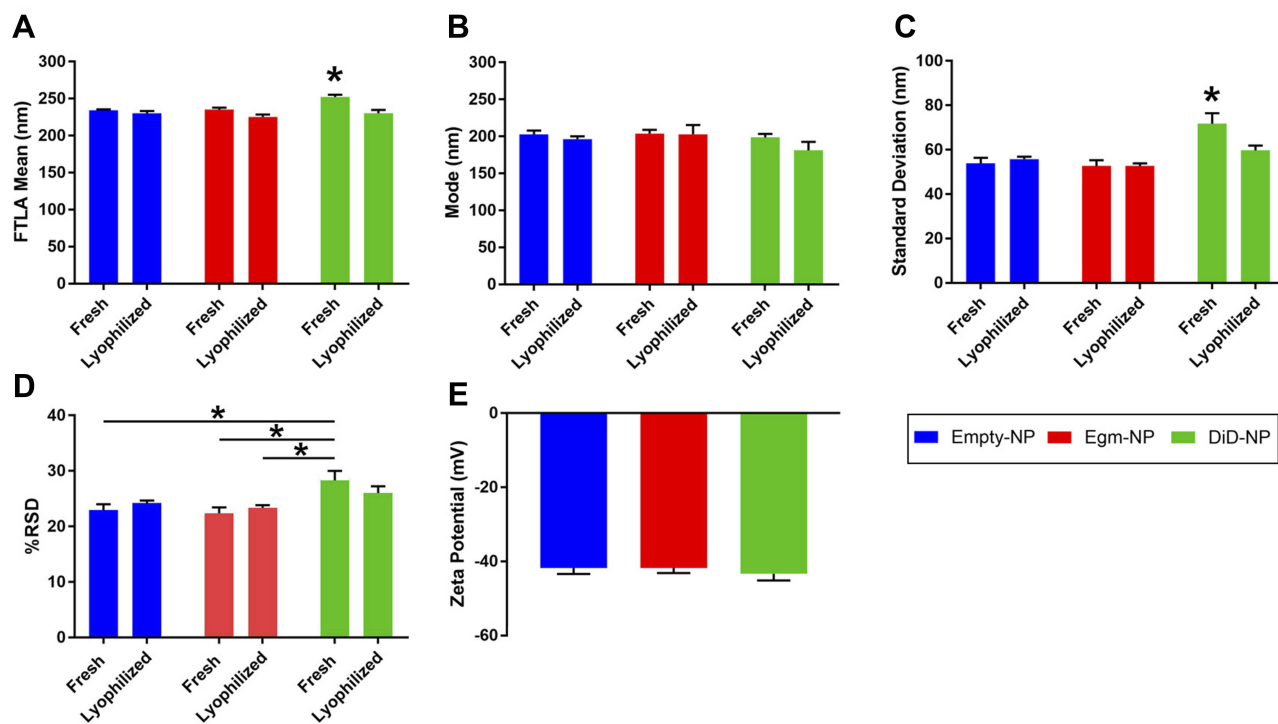 A
FTLA Mean (nm)
300
250
200
150
100
50
0
*
Fresh
Lyophilized
Fresh
Lyophilized
Fresh
Lyophilized
B
Mode (nm)
300
250
200
150
100
50
0
Fresh
Lyophilized
Fresh
Lyophilized
Fresh
Lyophilized
C
Standard Deviation (nm)
100
80
60
40
20
0
*
Fresh
Lyophilized
Fresh
Lyophilized
Fresh
Lyophilized
D
%RSD
40
30
20
10
0
*
*
*
Fresh
Lyophilized
Fresh
Lyophilized
Fresh
Lyophilized
E
Zeta Potential (mV)
0
-20
-40
-60
Empty-NP Egm-NP DiD-NP